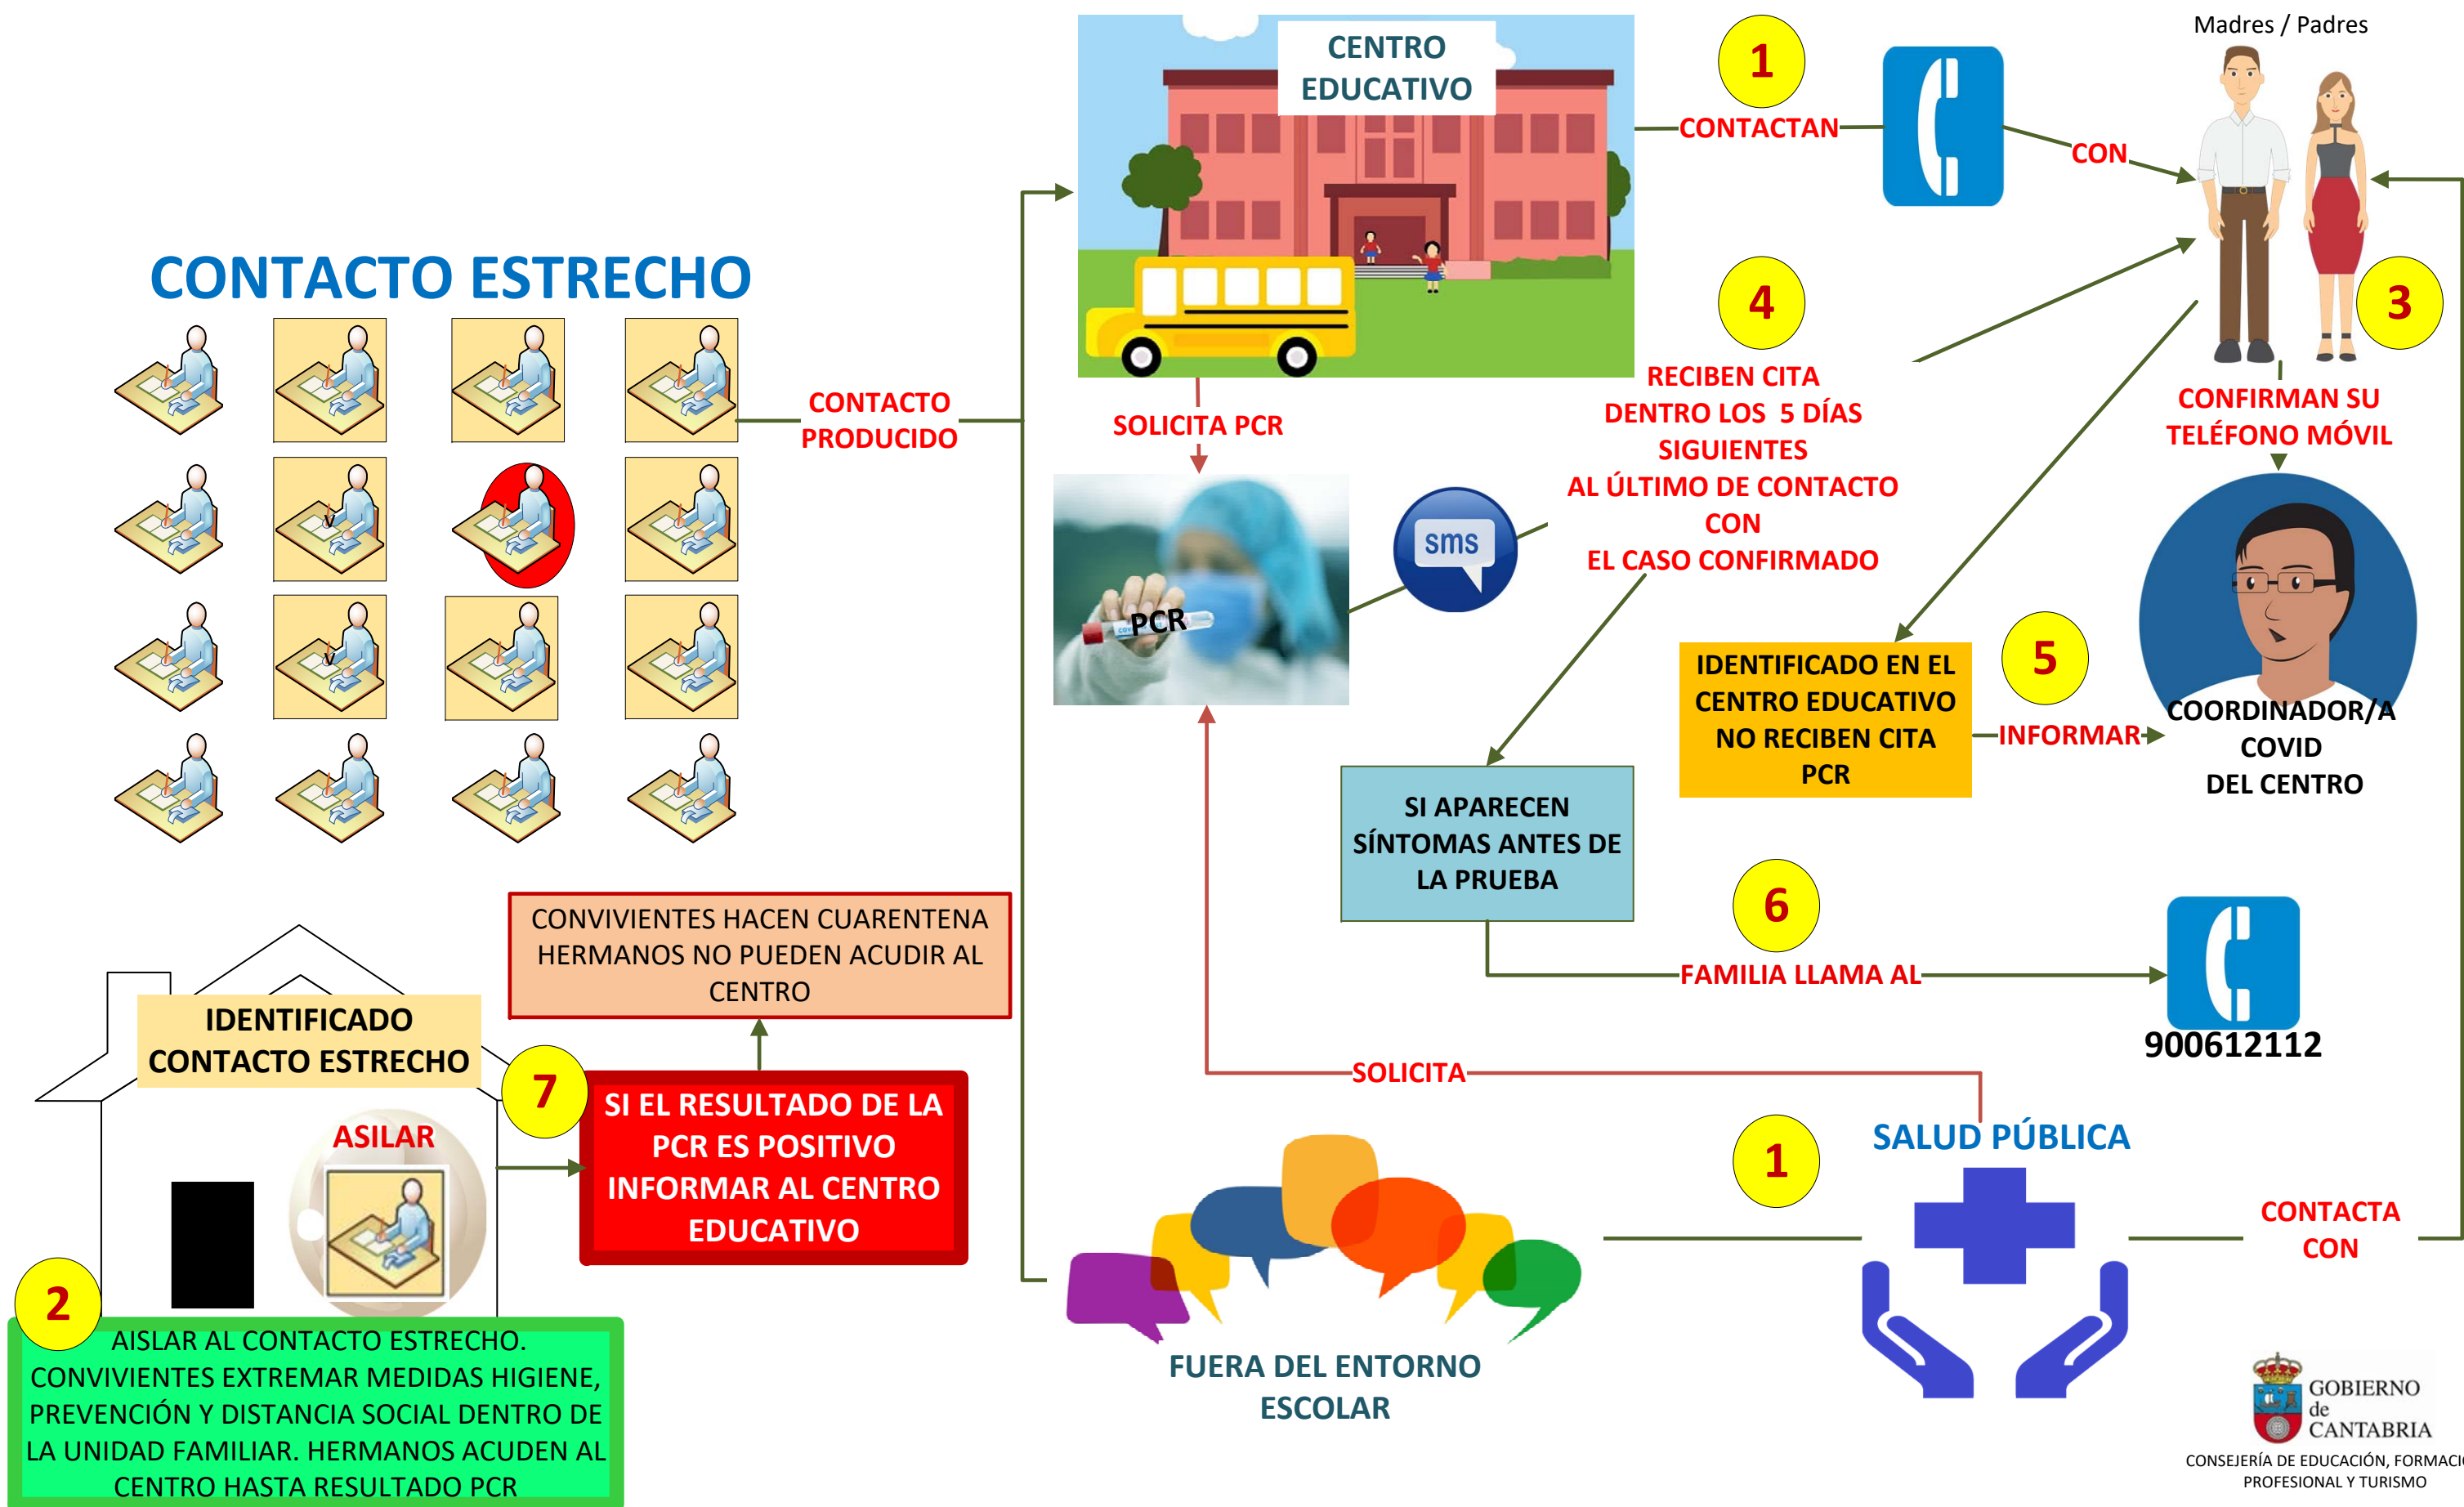 CONTACTO ESTRECHO
V
V
CONTACTO
PRODUCIDO
CENTRO
EDUCATIVO
1
CONTACTAN
CON
Madres / Padres
3
CONFIRMAN SU
TELÉFONO MÓVIL
SOLICITA PCR
PCR
sms
4
RECIBEN CITA
DENTRO LOS 5 DÍAS
SIGUIENTES
AL ÚLTIMO DE CONTACTO
CON
EL CASO CONFIRMADO
IDENTIFICADO EN EL
CENTRO EDUCATIVO
NO RECIBEN CITA
PCR
5
INFORMAR
COORDINADOR/A
COVID
DEL CENTRO
SI APARECEN
SÍNTOMAS ANTES DE
LA PRUEBA
6
FAMILIA LLAMA AL
900612112
CONVIVIENTES HACEN CUARENTENA
HERMANOS NO PUEDEN ACUDIR AL
CENTRO
IDENTIFICADO
CONTACTO ESTRECHO
7
SI EL RESULTADO DE LA
PCR ES POSITIVO
INFORMAR AL CENTRO
EDUCATIVO
ASILAR
2
AISLAR AL CONTACTO ESTRECHO.
CONVIVIENTES EXTREMAR MEDIDAS HIGIENE,
PREVENCIÓN Y DISTANCIA SOCIAL DENTRO DE
LA UNIDAD FAMILIAR. HERMANOS ACUDEN AL
CENTRO HASTA RESULTADO PCR
SOLICITA
1
SALUD PÚBLICA
CONTACTA
CON
FUERA DEL ENTORNO
ESCOLAR
GOBIERNO
de
CANTABRIA
CONSEJERÍA DE EDUCACIÓN, FORMACIÓ
PROFESIONAL Y TURISMO